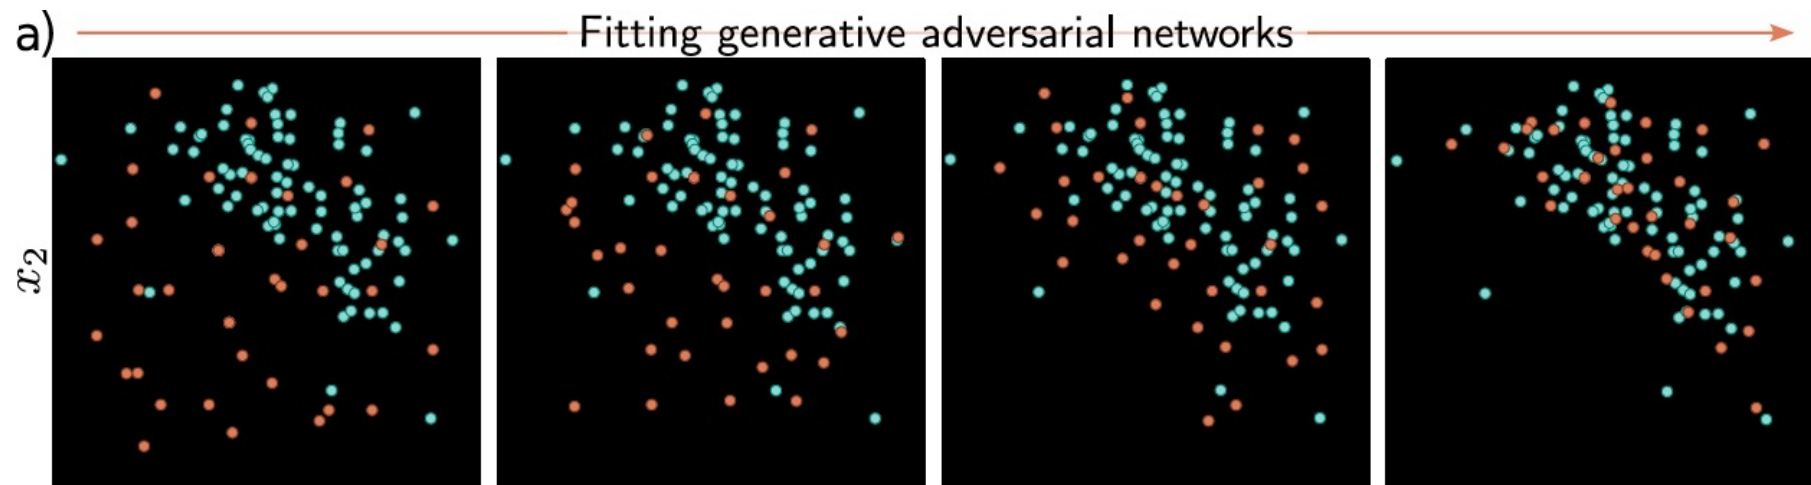 a) Fitting generative adversarial networks
x₂